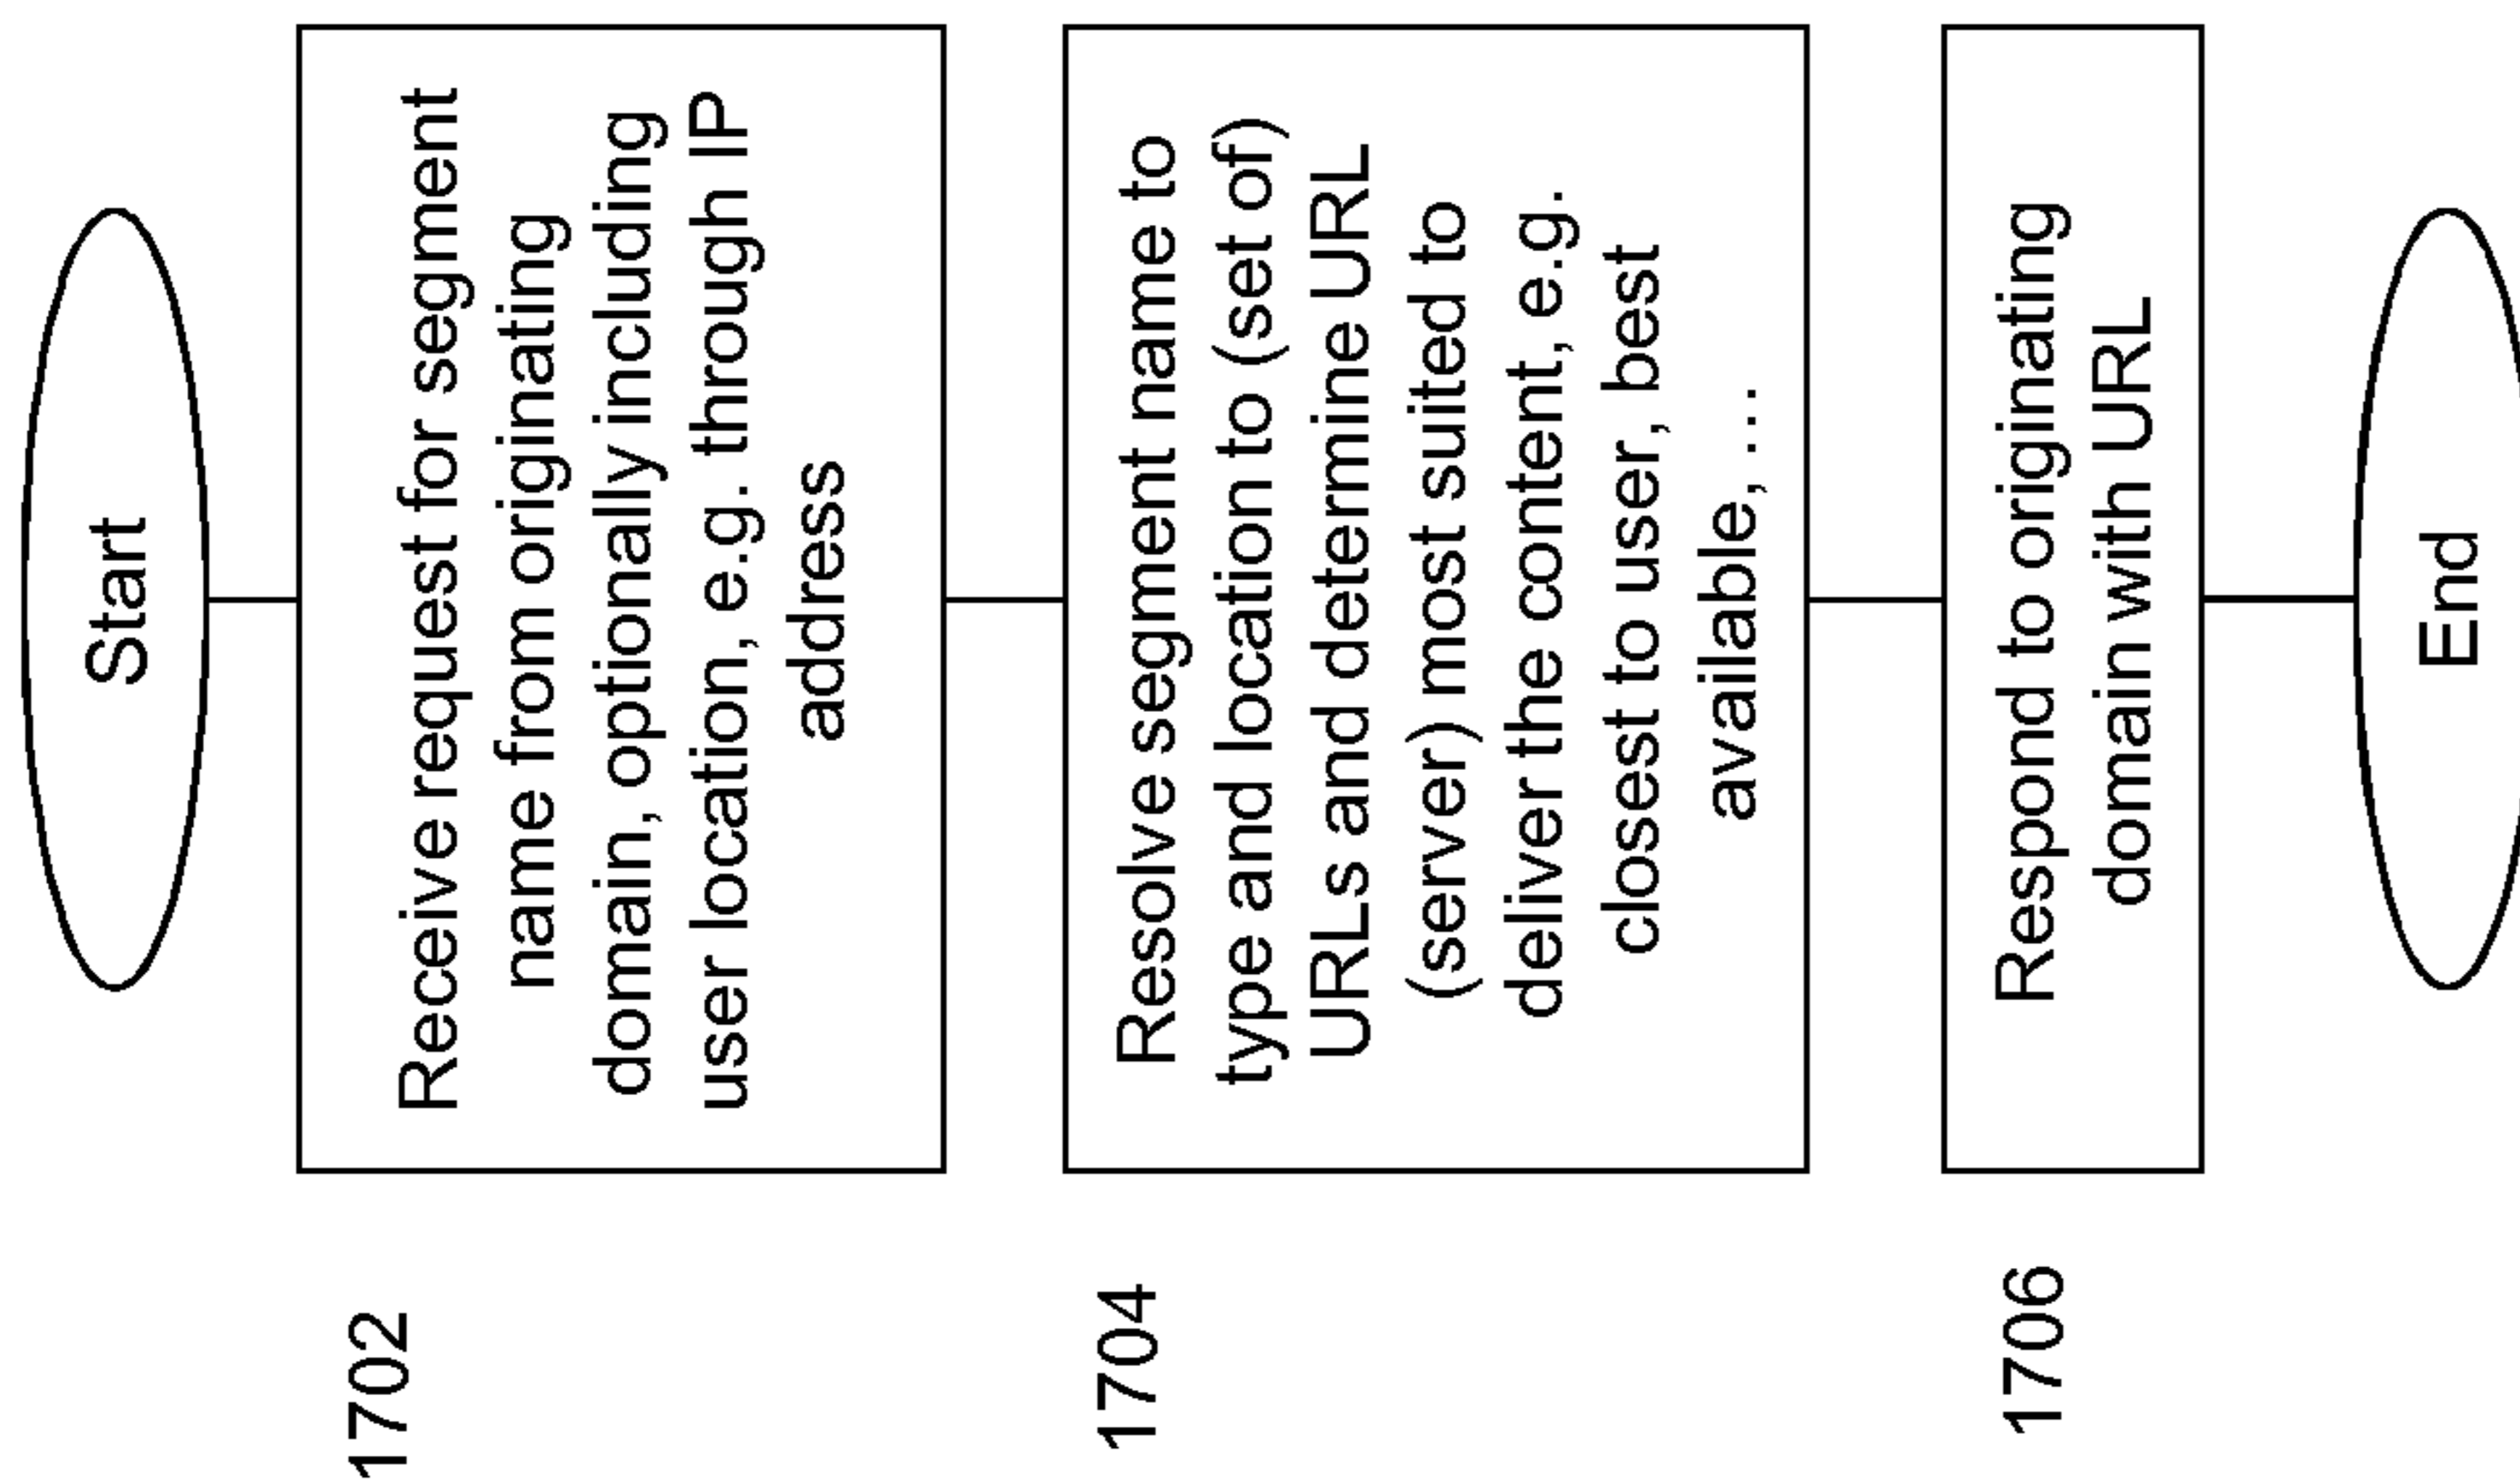 Start
1702
Receive request for segment
name from originating
domain, optionally including
user location, e.g. through IP
address
1704
Resolve segment name to
type and location to (set of)
URLs and determine URL
(server) most suited to
deliver the content, e.g.
closest to user, best
available, ...
1706
Respond to originating
domain with URL
End